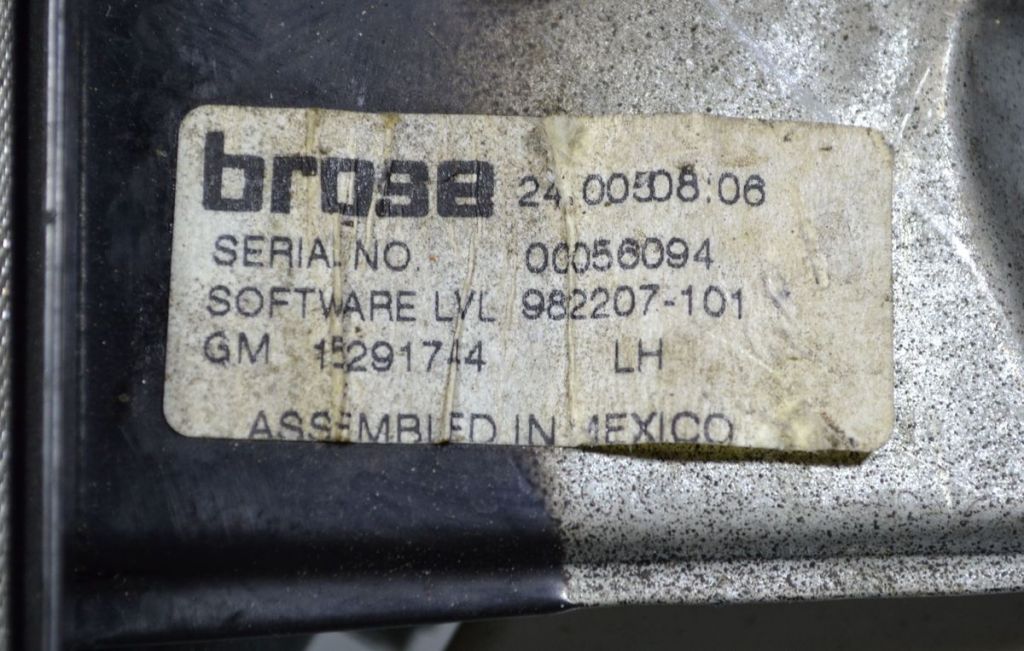 brose 24.00508:06
SERIAL NO. 00056094
SOFTWARE LVL 982207-101
GM 15291744 LH
ASSEMBLED IN MEXICO